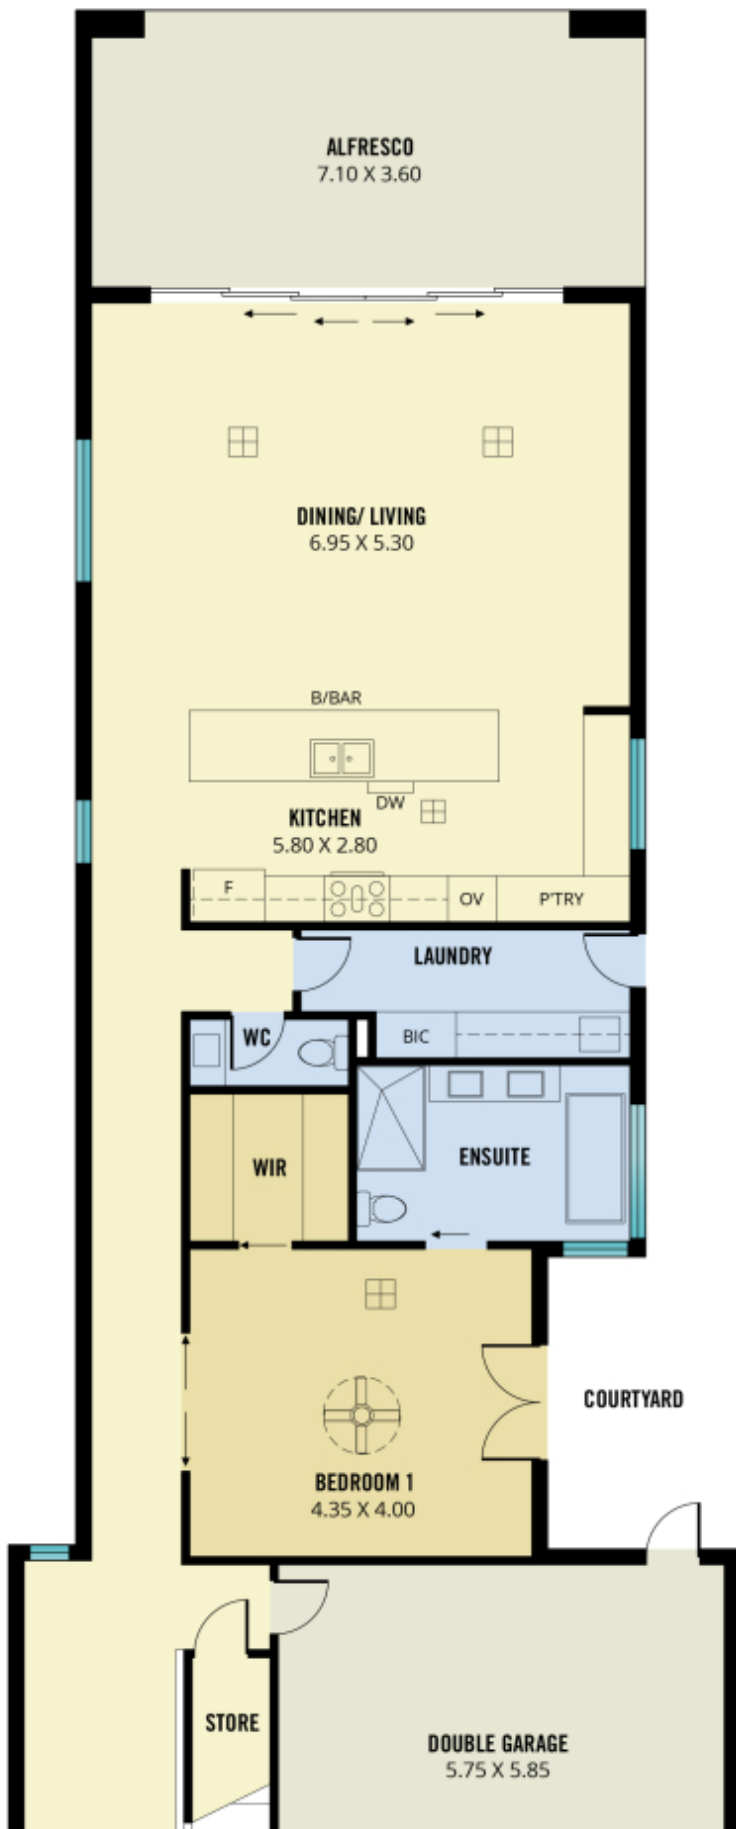 ALFRESCO
7.10 X 3.60
DINING/ LIVING
6.95 X 5.30
B/BAR
DW
KITCHEN
5.80 X 2.80
F
OV
P'TRY
LAUNDRY
WC
BIC
WIR
ENSUITE
COURTYARD
BEDROOM 1
4.35 X 4.00
STORE
DOUBLE GARAGE
5.75 X 5.85